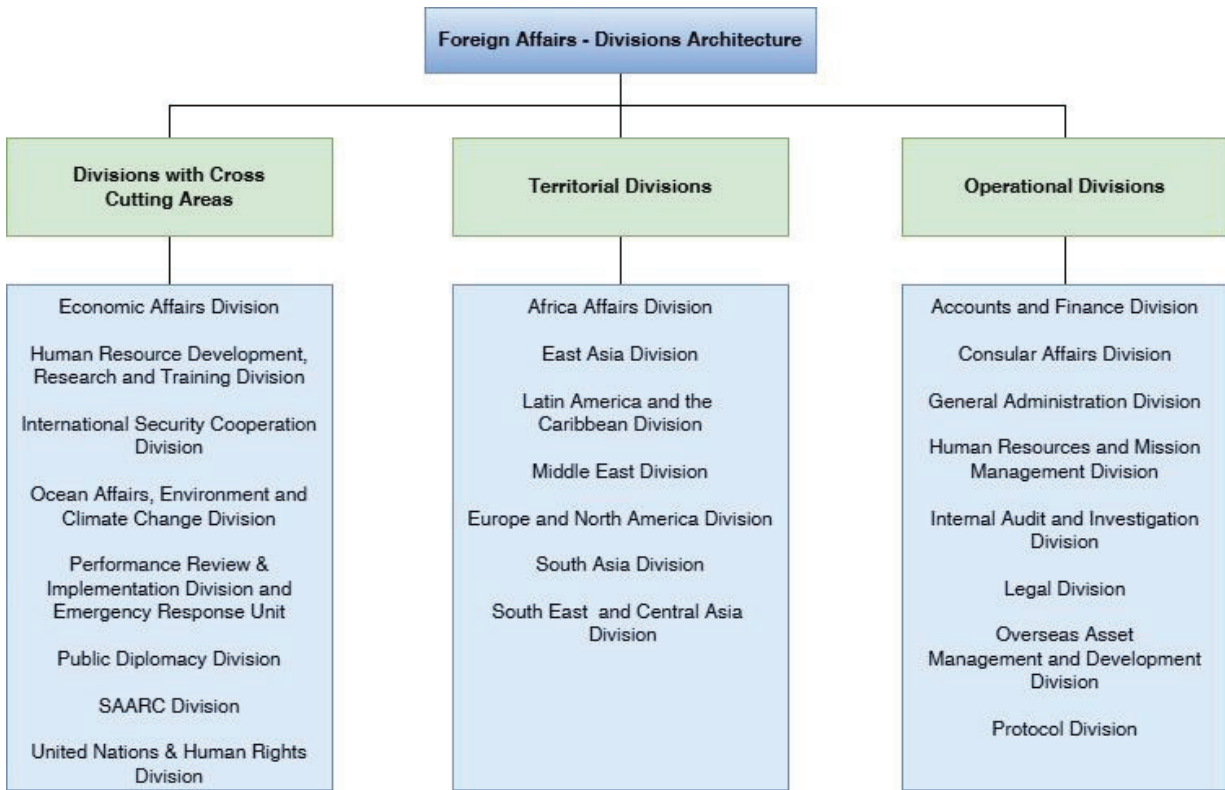 Foreign Affairs - Divisions Architecture
Divisions with Cross
Cutting Areas
Economic Affairs Division
Human Resource Development,
Research and Training Division
International Security Cooperation
Division
Ocean Affairs, Environment and
Climate Change Division
Performance Review &
Implementation Division and
Emergency Response Unit
Public Diplomacy Division
SAARC Division
United Nations & Human Rights
Division
Territorial Divisions
Africa Affairs Division
East Asia Division
Latin America and the
Caribbean Division
Middle East Division
Europe and North America Division
South Asia Division
South East and Central Asia
Division
Operational Divisions
Accounts and Finance Division
Consular Affairs Division
General Administration Division
Human Resources and Mission
Management Division
Internal Audit and Investigation
Division
Legal Division
Overseas Asset
Management and Development
Division
Protocol Division